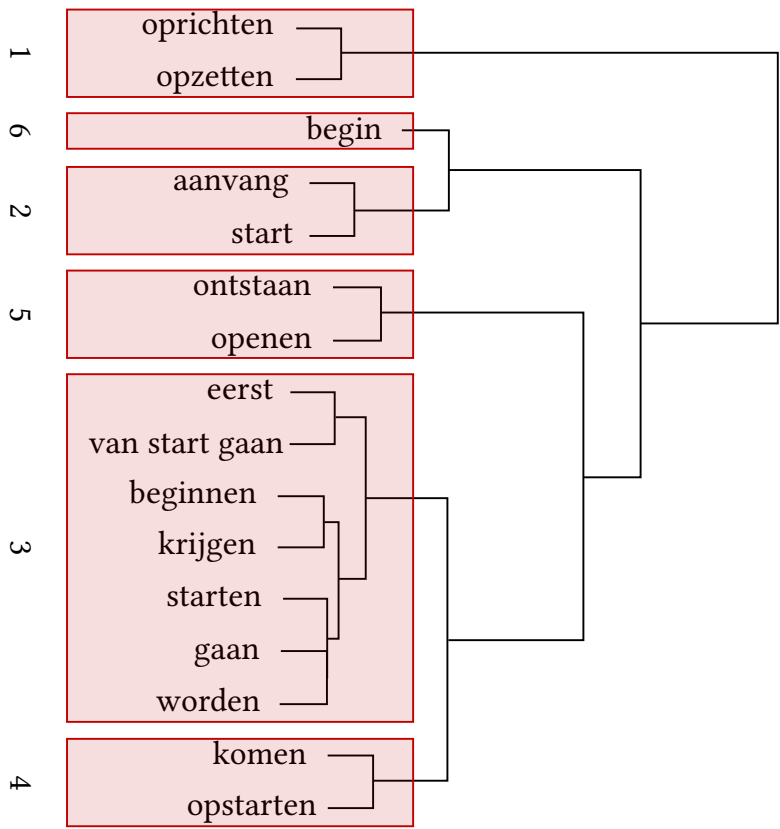 1
oprichten
opzetten
6
begin
2
aanvang
start
5
ontstaan
openen
3
eerst
van start gaan
beginnen
krijgen
starten
gaan
worden
4
komen
opstarten